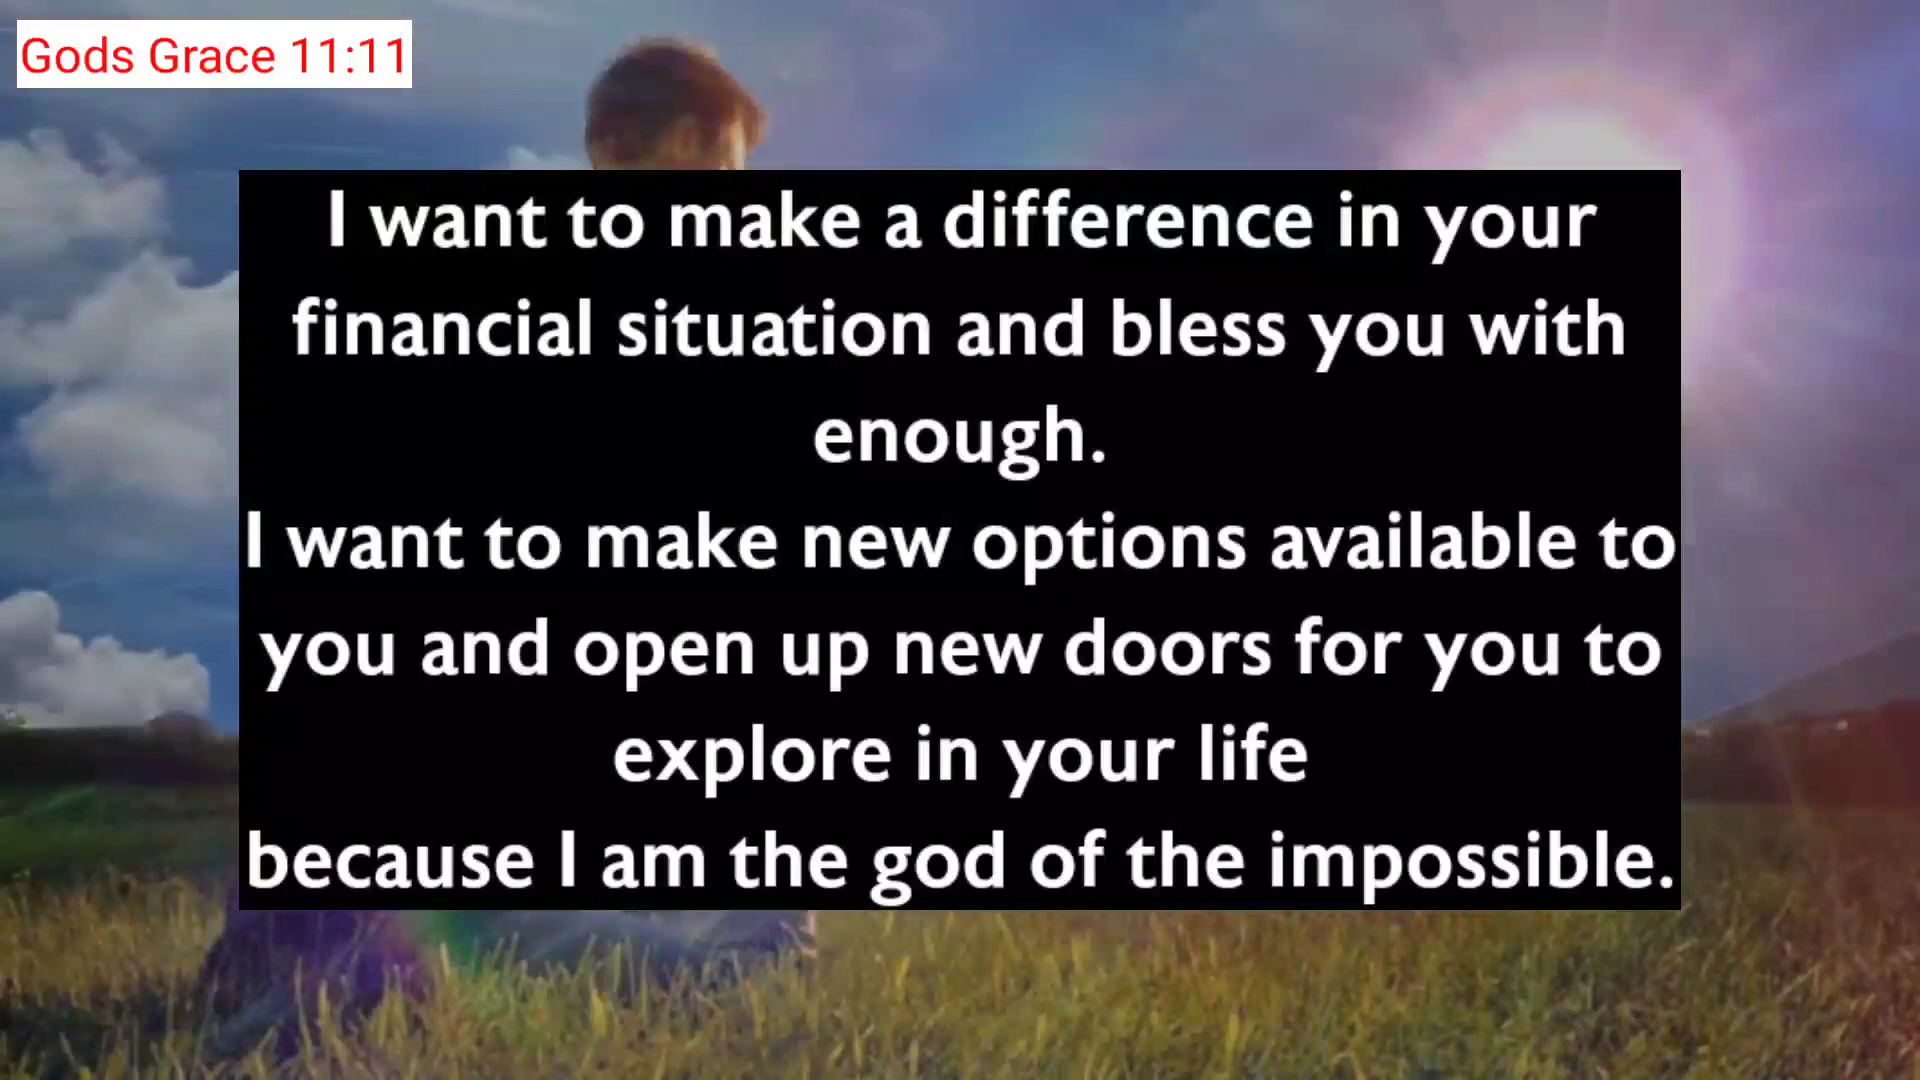 Gods Grace 11:11
I want to make a difference in your
financial situation and bless you with
enough.
I want to make new options available to
you and open up new doors for you to
explore in your life
because I am the god of the impossible.